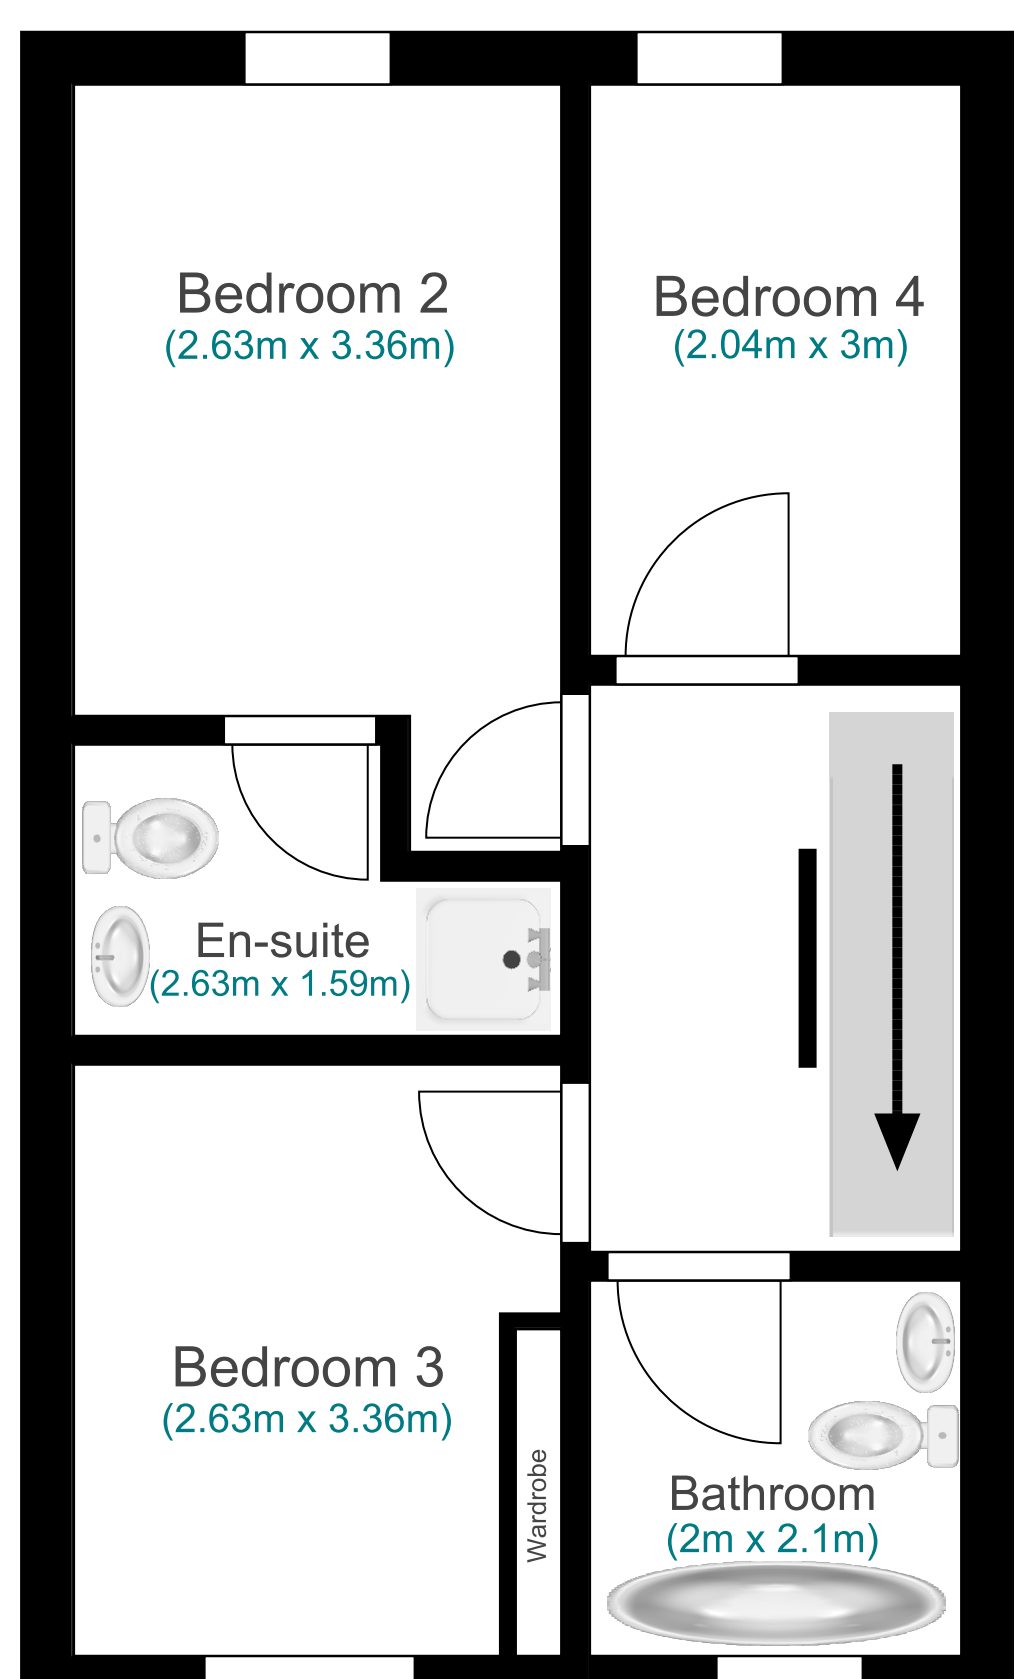 Bedroom 2
(2.63m x 3.36m)
Bedroom 4
(2.04m x 3m)
En-suite
(2.63m x 1.59m)
Bedroom 3
(2.63m x 3.36m)
Wardrobe
Bathroom
(2m x 2.1m)